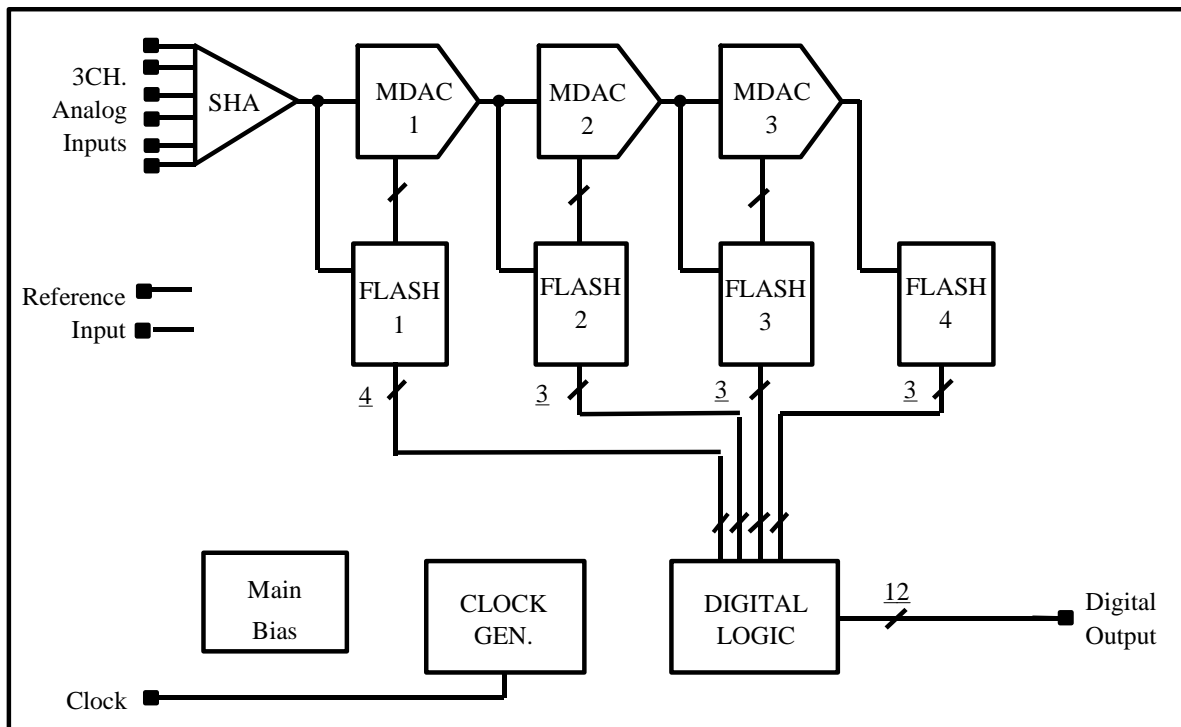 3CH.
Analog
Inputs
SHA
MDAC
1
MDAC
2
MDAC
3
Reference
Input
FLASH
1
FLASH
2
FLASH
3
FLASH
4
4
3
3
3
Main
Bias
CLOCK
GEN.
DIGITAL
LOGIC
12
Digital
Output
Clock